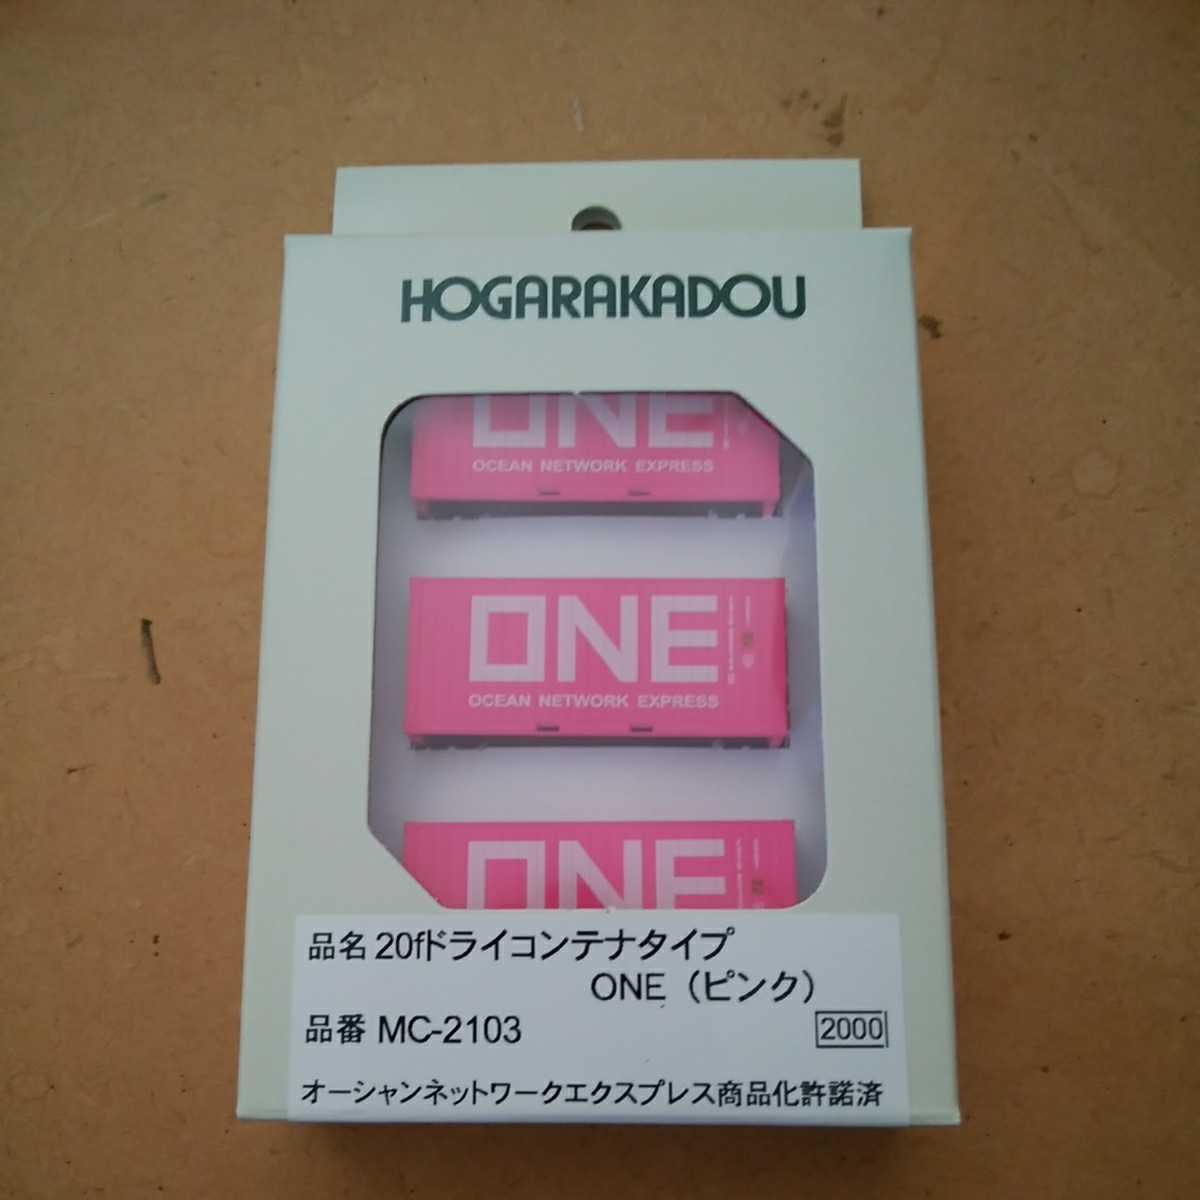 HOGARAKADOU
ONE
OCEAN NETWORK EXPRESS
ONE
OCEAN NETWORK EXPRESS
ONE
品名 20fドライコンテナタイプ
ONE（ピンク）
品番 MC-2103
2000
オーシャンネットワークエクスプレス商品化許諾済